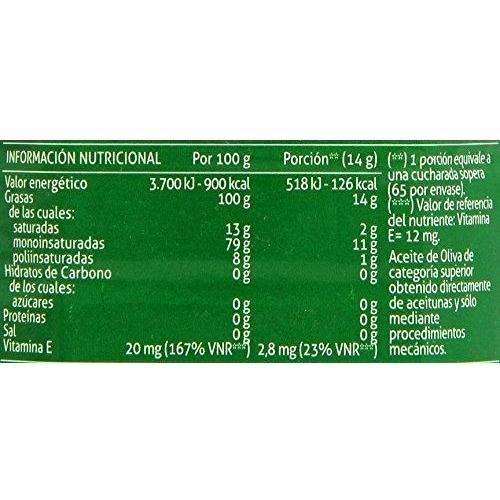 INFORMACIÓN NUTRICIONAL Por 100 g Porción** (14 g)
Valor energético 3.700 kJ - 900 kcal 518 kJ - 126 kcal
Grasas 100 g 14 g
de las cuales:
saturadas 13 g 2 g
monoinsaturadas 79 g 11 g
poliinsaturadas 8 g 1 g
Hidratos de Carbono 0 g 0 g
de los cuales:
azúcares 0 g 0 g
Proteínas 0 g 0 g
Sal 0 g 0 g
Vitamina E 20 mg (167% VNR***) 2,8 mg (23% VNR***)
(**) 1 porción equivale a
una cucharada sopera
(65 por envase).
(***) Valor de referencia
del nutriente: Vitamina
E= 12 mg.
Aceite de Oliva de
categoría superior
obtenido directamente
de aceitunas y sólo
mediante
procedimientos
mecánicos.